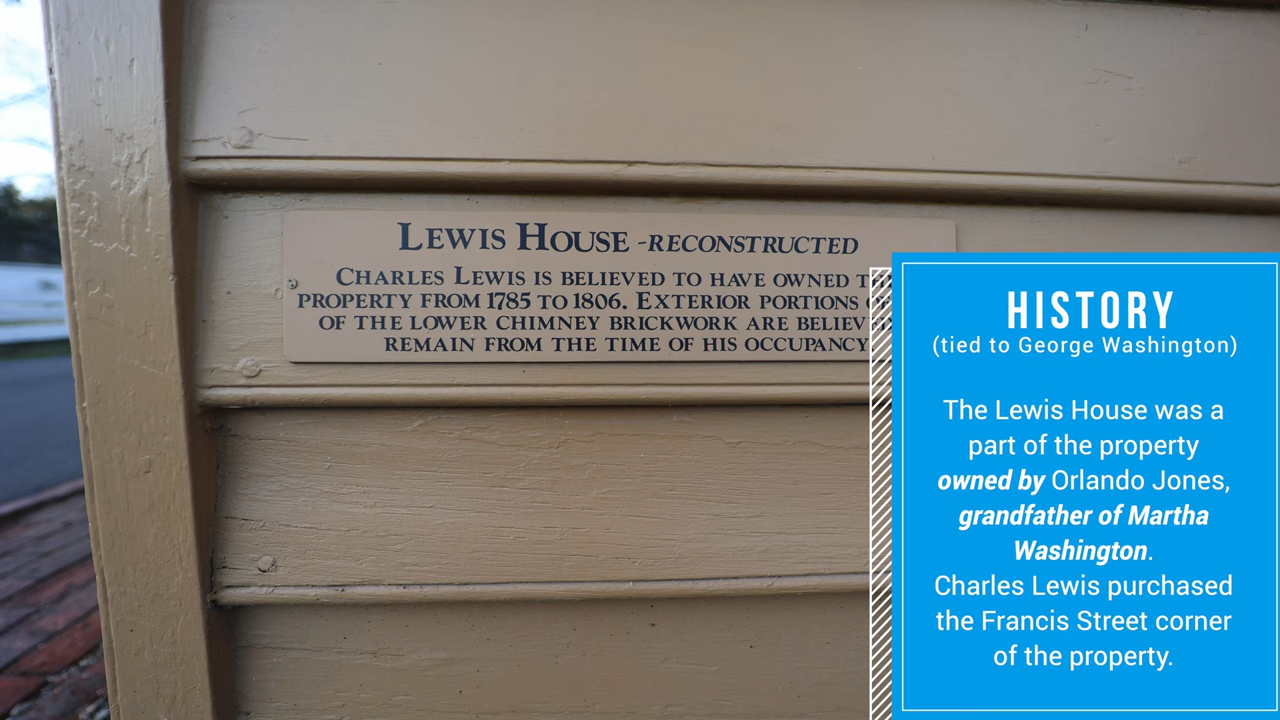 LEWIS HOUSE -RECONSTRUCTED
CHARLES LEWIS IS BELIEVED TO HAVE OWNED
PROPERTY FROM 1785 TO 1806. EXTERIOR PORTIONS
OF THE LOWER CHIMNEY BRICKWORK ARE
REMAIN FROM THE TIME OF HIS OCCUPANCY
HISTORY
(tied to George Washington)
The Lewis House was a
part of the property
owned by Orlando Jones,
grandfather of Martha
Washington.
Charles Lewis purchased
the Francis Street corner
of the property.